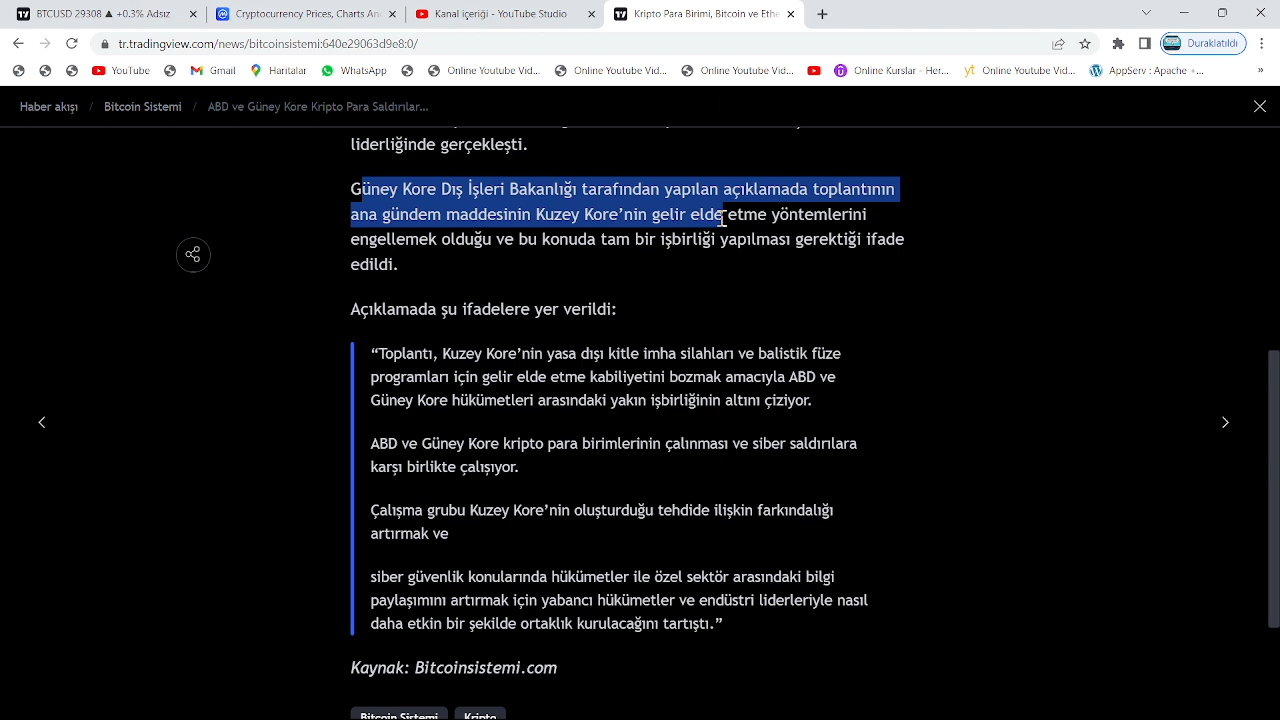 BTCUSD 29308 ▲ +0.3% Adsız
Cryptocurrency Prices, Charts An
Kanal içeriği - YouTube Studio
Kripto Para Birimi, Bitcoin ve Ethe
tr.tradingview.com/news/bitcoinsistemi:640e29063d9e8:0/
Duraklatıldı
YouTube
Gmail
Haritalar
WhatsApp
Online Youtube Vid...
Online Youtube Vid...
Online Youtube Vid...
Online Kurslar - Her...
Online Youtube Vid...
AppServ : Apache +...
»
Haber akışı / Bitcoin Sistemi / ABD ve Güney Kore Kripto Para Saldırılar...
liderliğinde gerçekleşti.
Güney Kore Dış İşleri Bakanlığı tarafından yapılan açıklamada toplantının
ana gündem maddesinin Kuzey Kore’nin gelir elde etme yöntemlerini
engellemek olduğu ve bu konuda tam bir işbirliği yapılması gerektiği ifade
edildi.
Açıklamada şu ifadelere yer verildi:
“Toplantı, Kuzey Kore’nin yasa dışı kitle imha silahları ve balistik füze
programları için gelir elde etme kabiliyetini bozmak amacıyla ABD ve
Güney Kore hükümetleri arasındaki yakın işbirliğinin altını çiziyor.
ABD ve Güney Kore kripto para birimlerinin çalınması ve siber saldırılara
karşı birlikte çalışıyor.
Çalışma grubu Kuzey Kore’nin oluşturduğu tehdide ilişkin farkındalığı
artırmak ve
siber güvenlik konularında hükümetler ile özel sektör arasındaki bilgi
paylaşımını artırmak için yabancı hükümetler ve endüstri liderleriyle nasıl
daha etkin bir şekilde ortaklık kurulacağını tartıştı.”
Kaynak: Bitcoinsistemi.com
Bitcoin Sistemi
Kripto